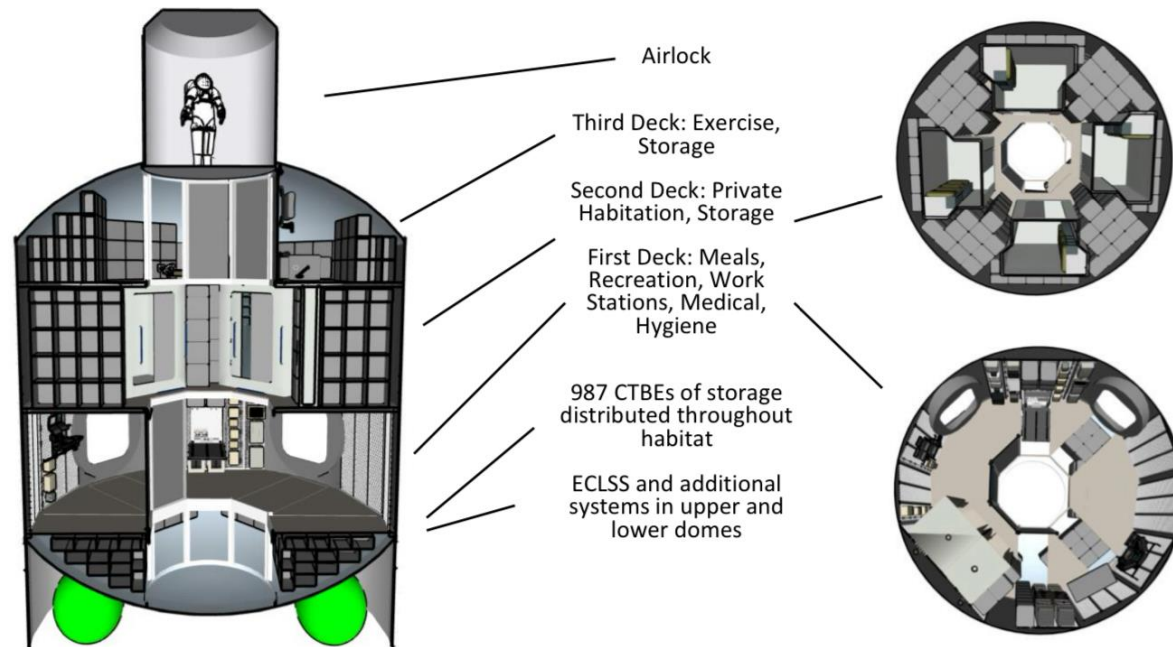 Airlock
Third Deck: Exercise,
Storage
Second Deck: Private
Habitation, Storage
First Deck: Meals,
Recreation, Work
Stations, Medical,
Hygiene
987 CTBEs of storage
distributed throughout
habitat
ECLSS and additional
systems in upper and
lower domes